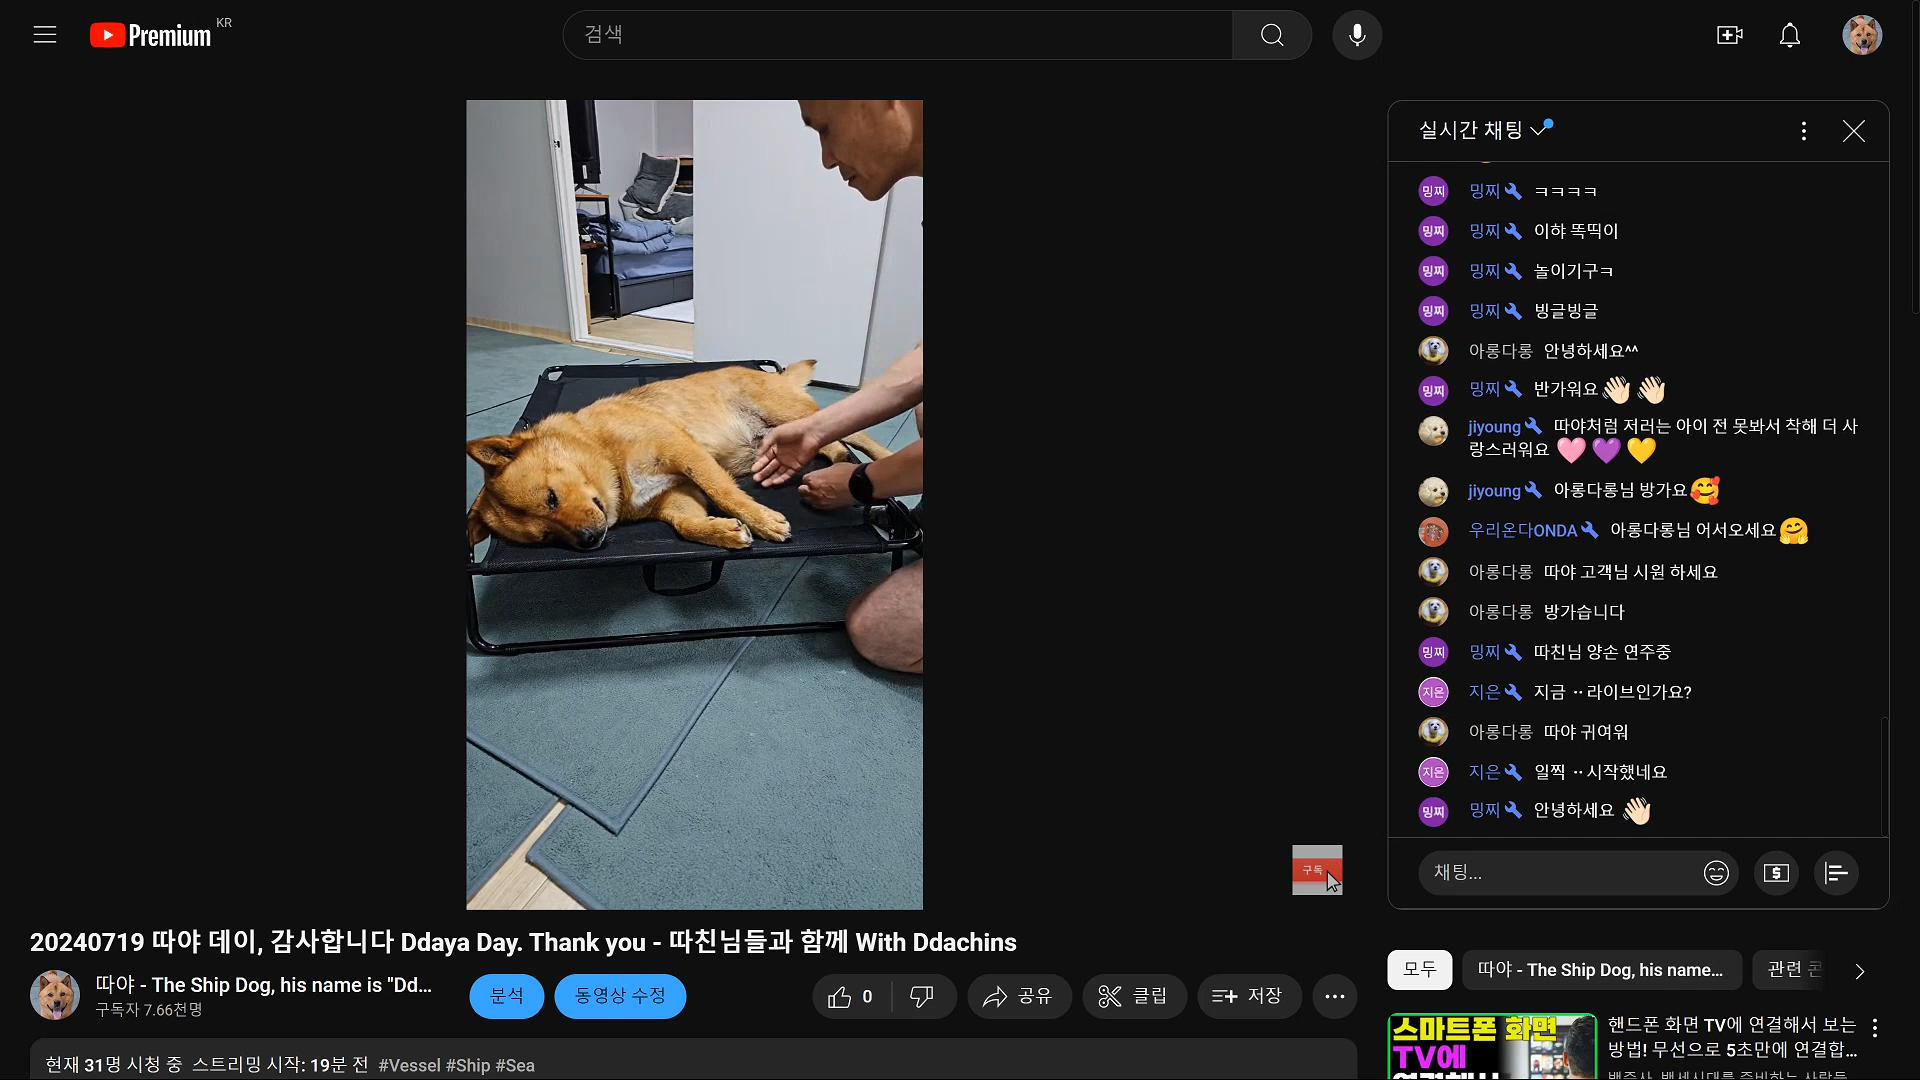 Premium KR
검색
실시간 채팅
밍찌 ㅋㅋㅋㅋ
밍찌 이햐 똑띡이
밍찌 놀이기구ㅋ
밍찌 빙글빙글
아롱다롱 안녕하세요^^
밍찌 반가워요👋🏻👋🏻
jiyoung 따야처럼 저러는 아이 전 못봐서 착해 더 사
랑스러워요🩷💜💛
jiyoung 아롱다롱님 방가요🥰
우리온다ONDA 아롱다롱님 어서오세요🤗
아롱다롱 따야 고객님 시원 하세요
아롱다롱 방가습니다
밍찌 따친님 양손 연주중
지은 지금 ··라이브인가요?
아롱다롱 따야 귀여워
지은 일찍 ··시작했네요
밍찌 안녕하세요 👋🏻
채팅...
구독
20240719 따야 데이, 감사합니다 Ddaya Day. Thank you - 따친님들과 함께 With Ddachins
따야 - The Ship Dog, his name is "Dd...
구독자 7.66천명
분석
동영상 수정
0
공유
클립
저장
현재 31명 시청 중 스트리밍 시작: 19분 전 #Vessel #Ship #Sea
모두
따야 - The Ship Dog, his name...
관련
스마트폰 화면
TV에
핸드폰 화면 TV에 연결해서 보는
방법! 무선으로 5초만에 연결합...